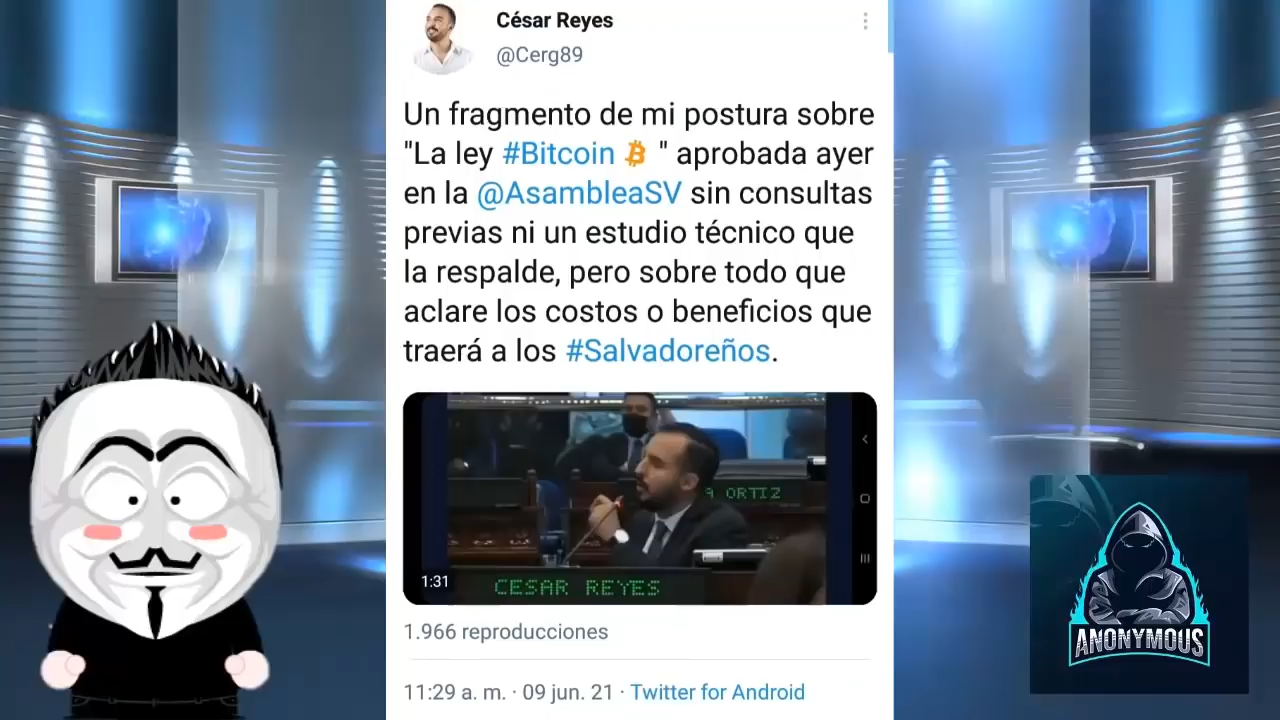 César Reyes
@Cerg89
Un fragmento de mi postura sobre
"La ley #Bitcoin " aprobada ayer
en la @AsambleaSV sin consultas
previas ni un estudio técnico que
la respalde, pero sobre todo que
aclare los costos o beneficios que
traerá a los #Salvadoreños.
A ORTIZ
1:31
CESAR REYES
1.966 reproducciones
11:29 a. m. · 09 jun. 21 · Twitter for Android
ANONYMOUS